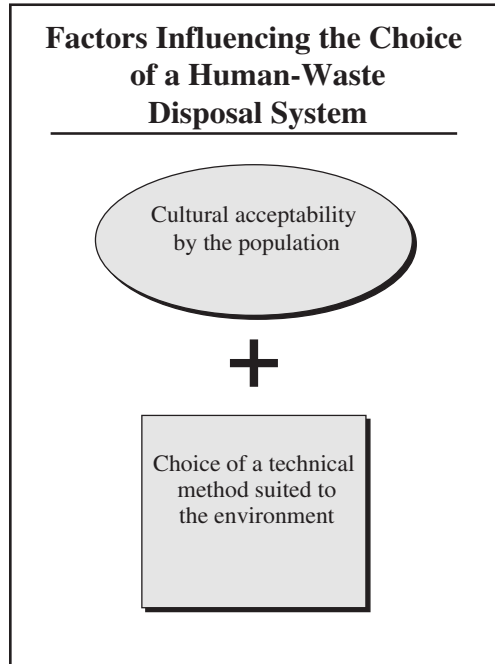 Factors Influencing the Choice
of a Human-Waste
Disposal System
Cultural acceptability
by the population
+
Choice of a technical
method suited to
the environment